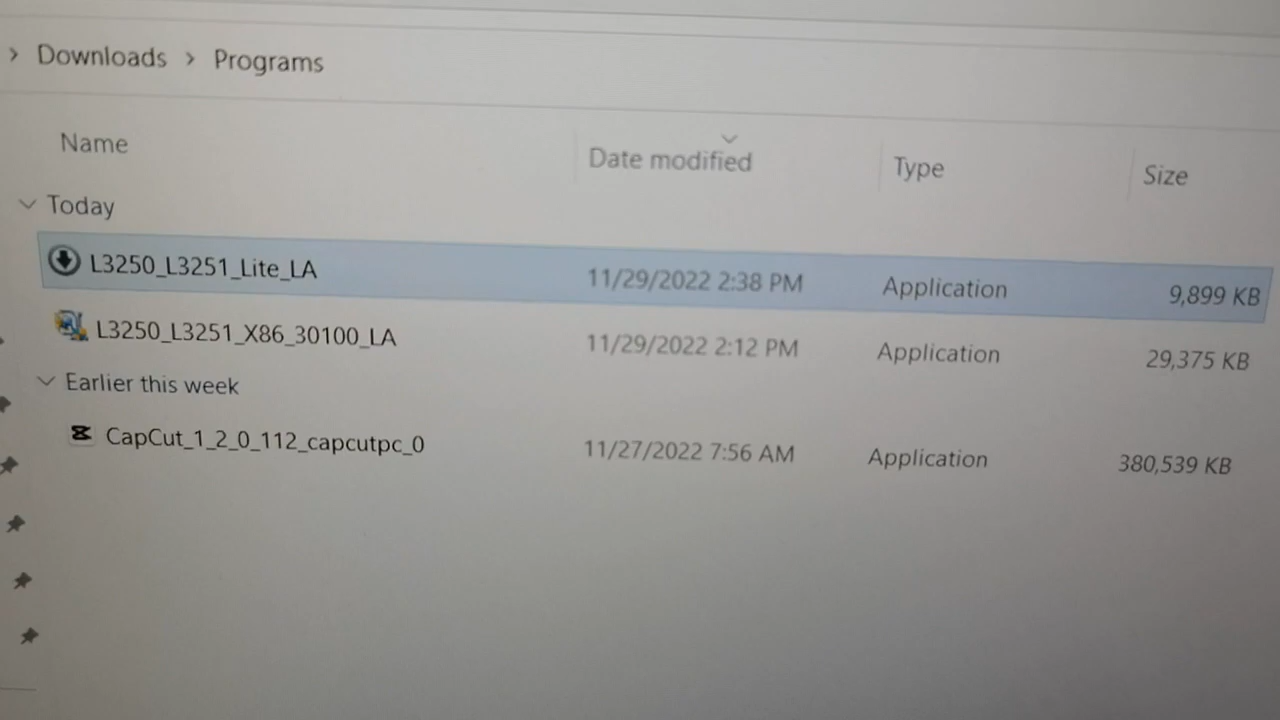 > Downloads > Programs
Name Date modified Type Size
Today
L3250_L3251_Lite_LA 11/29/2022 2:38 PM Application 9,899 KB
L3250_L3251_X86_30100_LA 11/29/2022 2:12 PM Application 29,375 KB
Earlier this week
CapCut_1_2_0_112_capcutpc_0 11/27/2022 7:56 AM Application 380,539 KB